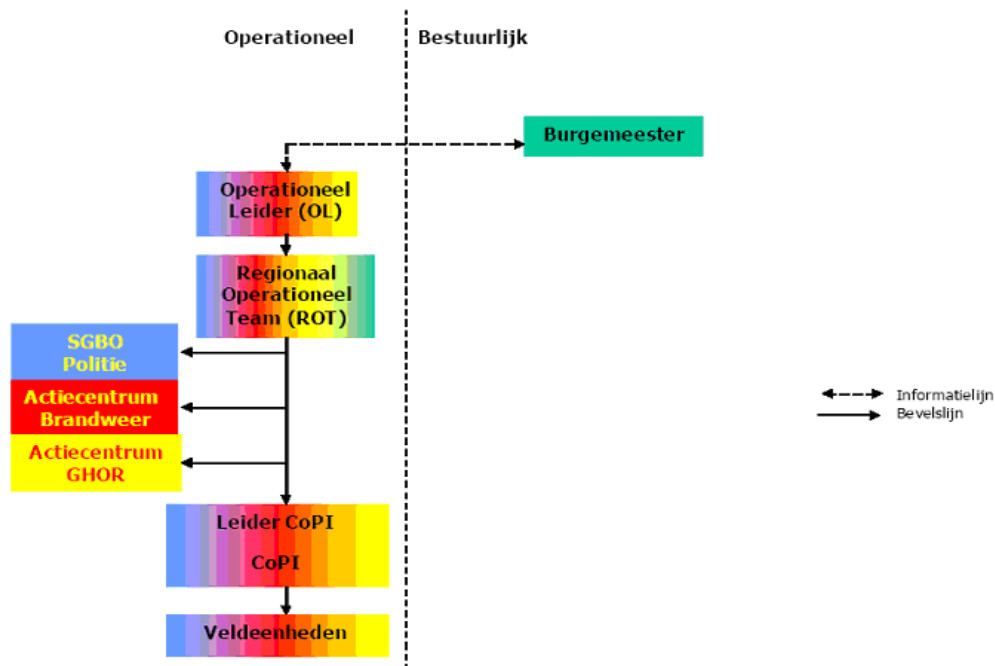 Operationeel
Bestuurlijk
Burgemeester
Operationeel
Leider (OL)
Regionaal
Operationeel
Team (ROT)
SGBO
Politie
Actiecentrum
Brandweer
Actiecentrum
GHOR
Informatielijn
Bevelslijn
Leider CoPI
CoPI
Veldeenheden